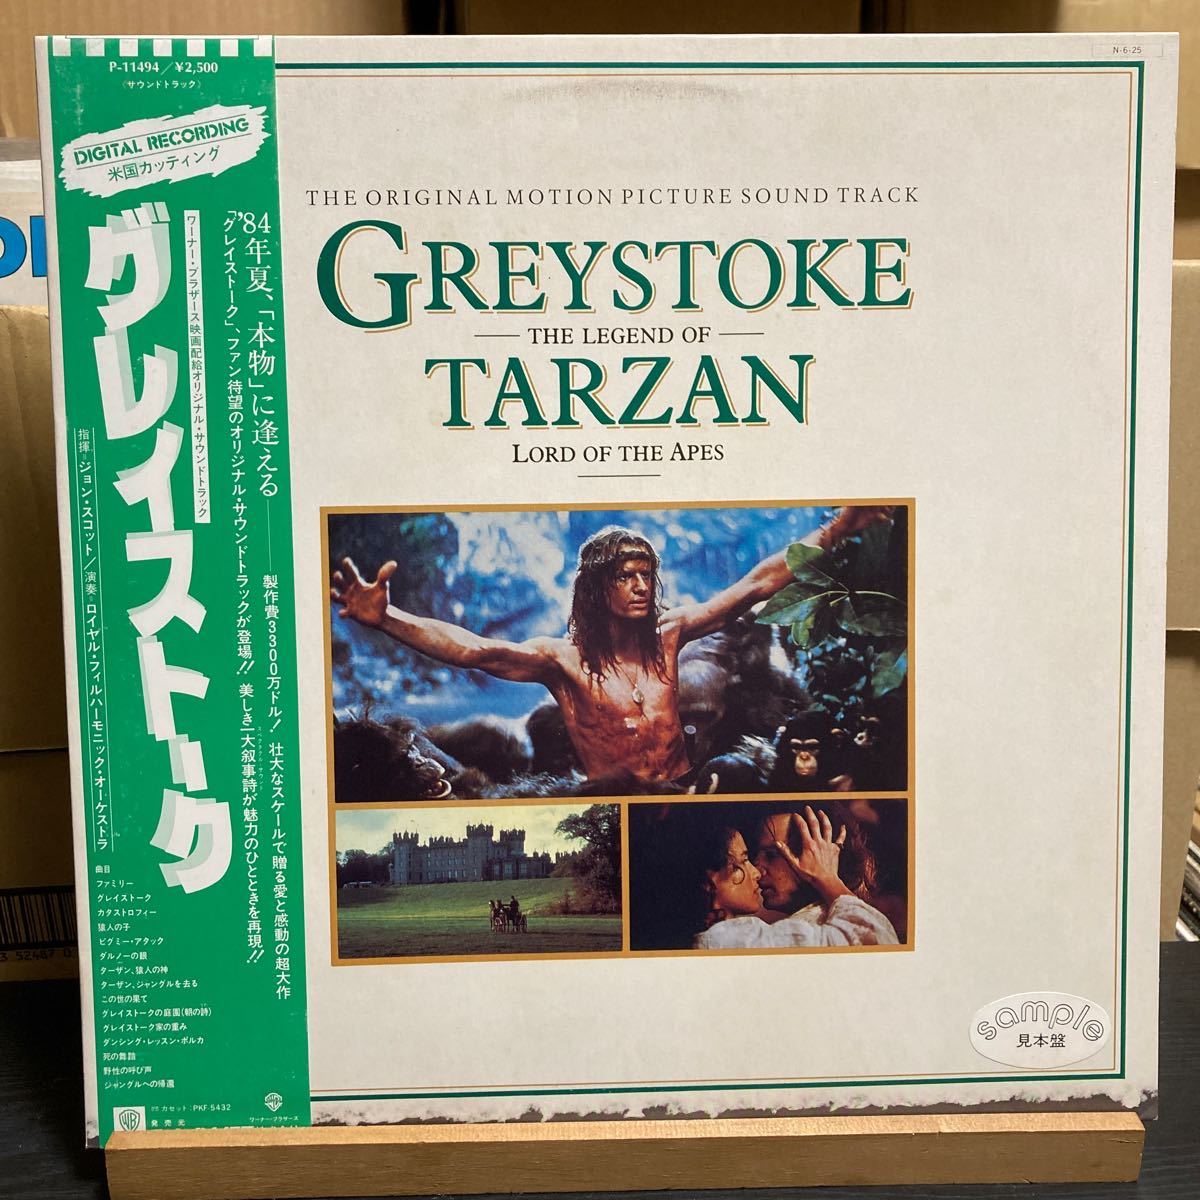 P-11494/¥2,500
《サウンドトラック》
DIGITAL RECORDING
米国カッティング
グレイストーク
ワーナー・ブラザース映画配給オリジナル・サウンドトラック
指揮=ジョン・スコット/演奏=ロイヤル・フィルハーモニック・オーケストラ
'84年夏、「本物」に逢える
「グレイストーク」、ファン待望のオリジナル・サウンドトラックが登場!!
製作費3300万ドル! 壮大なスケールで贈る愛と感動の超大作
美しき一大叙事詩が魅力のひとときを再現!!
曲目
ファミリー
グレイストーク
カタストロフィー
猿人の子
ピグミー・アタック
ダルノーの眼
ターザン、猿人の神
ターザン、ジャングルを去る
この世の果て
グレイストークの庭園(朝の詩)
グレイストーク家の重み
ダンシング・レッスン・ポルカ
死の舞踏
野性の呼び声
ジャングルへの帰還
カセット:PKF-5432
ワーナー・ブラザース
発売元
N-6-25
THE ORIGINAL MOTION PICTURE SOUND TRACK
GREYSTOKE
THE LEGEND OF
TARZAN
LORD OF THE APES
sample
見本盤